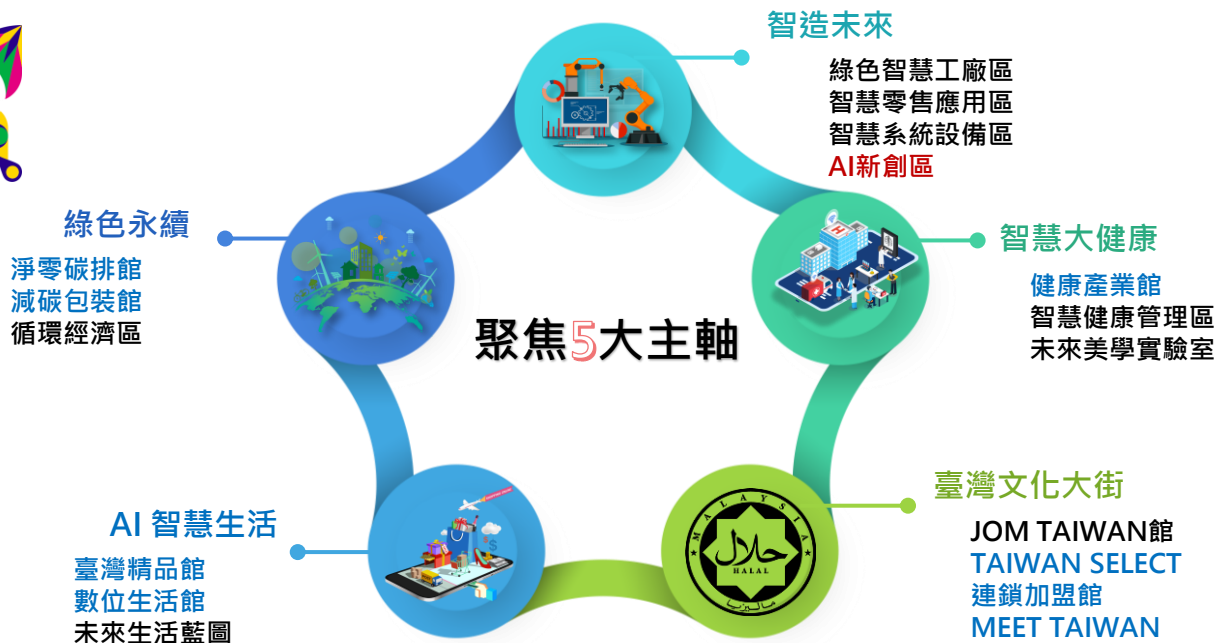 智造未來
綠色智慧工廠區
智慧零售應用區
智慧系統設備區
AI新創區
綠色永續
淨零碳排館
減碳包裝館
循環經濟區
智慧大健康
健康產業館
智慧健康管理區
未來美學實驗室
聚焦5大主軸
AI 智慧生活
臺灣精品館
數位生活館
未來生活藍圖
MALAYSIA
حلال
HALAL
ماليزيا
臺灣文化大街
JOM TAIWAN館
TAIWAN SELECT
連鎖加盟館
MEET TAIWAN